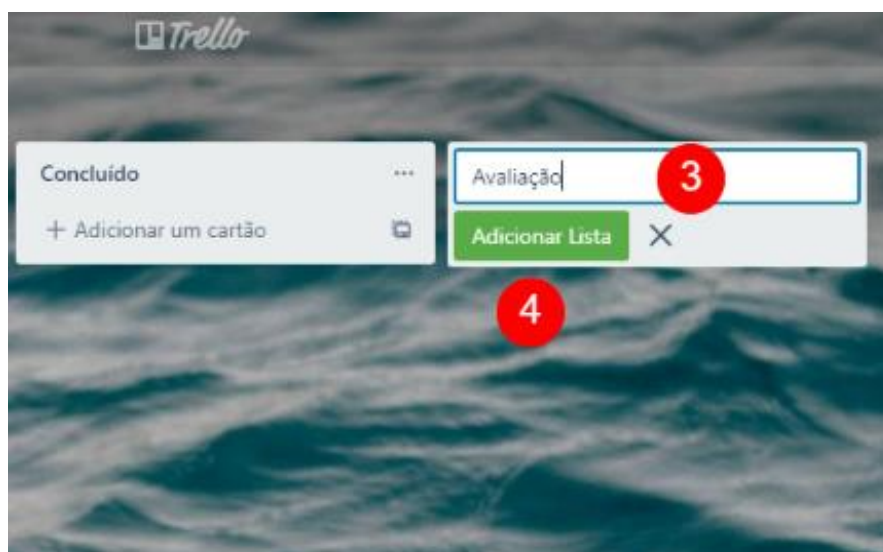 Trello
Concluído
...
+ Adicionar um cartão
Avaliação
3
Adicionar Lista
4